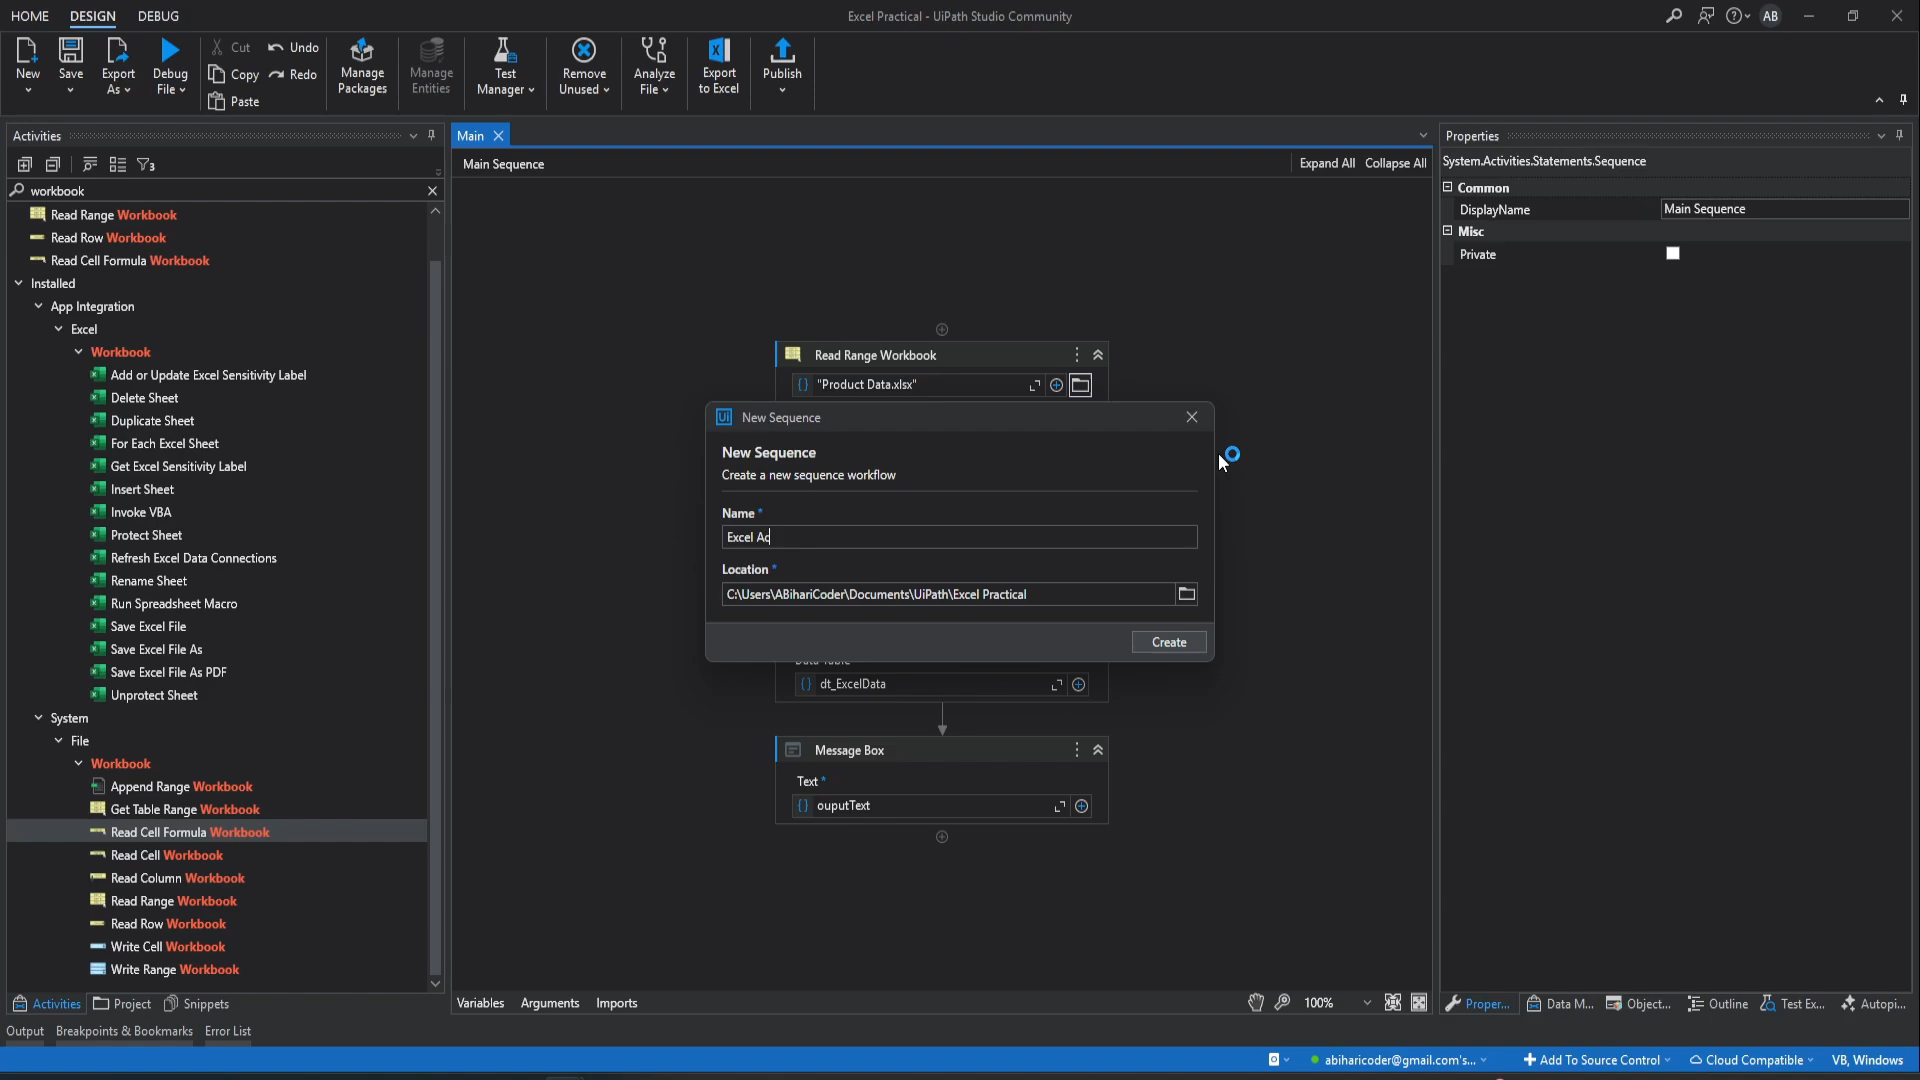 HOME DESIGN DEBUG
Excel Practical - UiPath Studio Community
AB
New
Save
Export As
Debug File
Cut
Copy
Paste
Undo
Redo
Manage Packages
Manage Entities
Test Manager
Remove Unused
Analyze File
Export to Excel
Publish
Activities
3
workbook
Read Range Workbook
Read Row Workbook
Read Cell Formula Workbook
Installed
App Integration
Excel
Workbook
Add or Update Excel Sensitivity Label
Delete Sheet
Duplicate Sheet
For Each Excel Sheet
Get Excel Sensitivity Label
Insert Sheet
Invoke VBA
Protect Sheet
Refresh Excel Data Connections
Rename Sheet
Run Spreadsheet Macro
Save Excel File
Save Excel File As
Save Excel File As PDF
Unprotect Sheet
System
File
Workbook
Append Range Workbook
Get Table Range Workbook
Read Cell Formula Workbook
Read Cell Workbook
Read Column Workbook
Read Range Workbook
Read Row Workbook
Write Cell Workbook
Write Range Workbook
Activities Project Snippets
Output Breakpoints & Bookmarks Error List
Main
Main Sequence
Expand All Collapse All
Read Range Workbook
"Product Data.xlsx"
Ui New Sequence
New Sequence
Create a new sequence workflow
Name *
Excel Ac
Location *
C:\Users\ABihariCoder\Documents\UiPath\Excel Practical
Create
Data Table
dt_ExcelData
Message Box
Text *
ouputText
Variables Arguments Imports
100%
Properties
System.Activities.Statements.Sequence
Common
DisplayName Main Sequence
Misc
Private
Proper... Data M... Object... Outline Test Ex... Autopi...
abiharicoder@gmail.com's... Add To Source Control Cloud Compatible VB, Windows